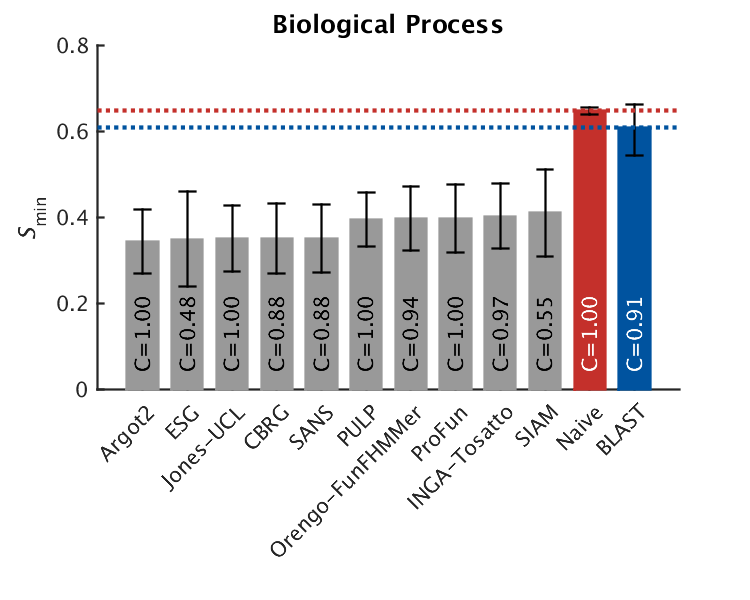 Biological Process
0.8
0.6
0.4
0.2
0
Smin
C=1.00
C=0.48
C=1.00
C=0.88
C=0.88
C=1.00
C=0.94
C=1.00
C=0.97
C=0.55
C=1.00
C=0.91
Argot2
ESG
Jones-UCL
CBRG
SANS
PULP
Orengo-FunFHMMer
ProFun
INGA-Tosatto
SIAM
Naive
BLAST